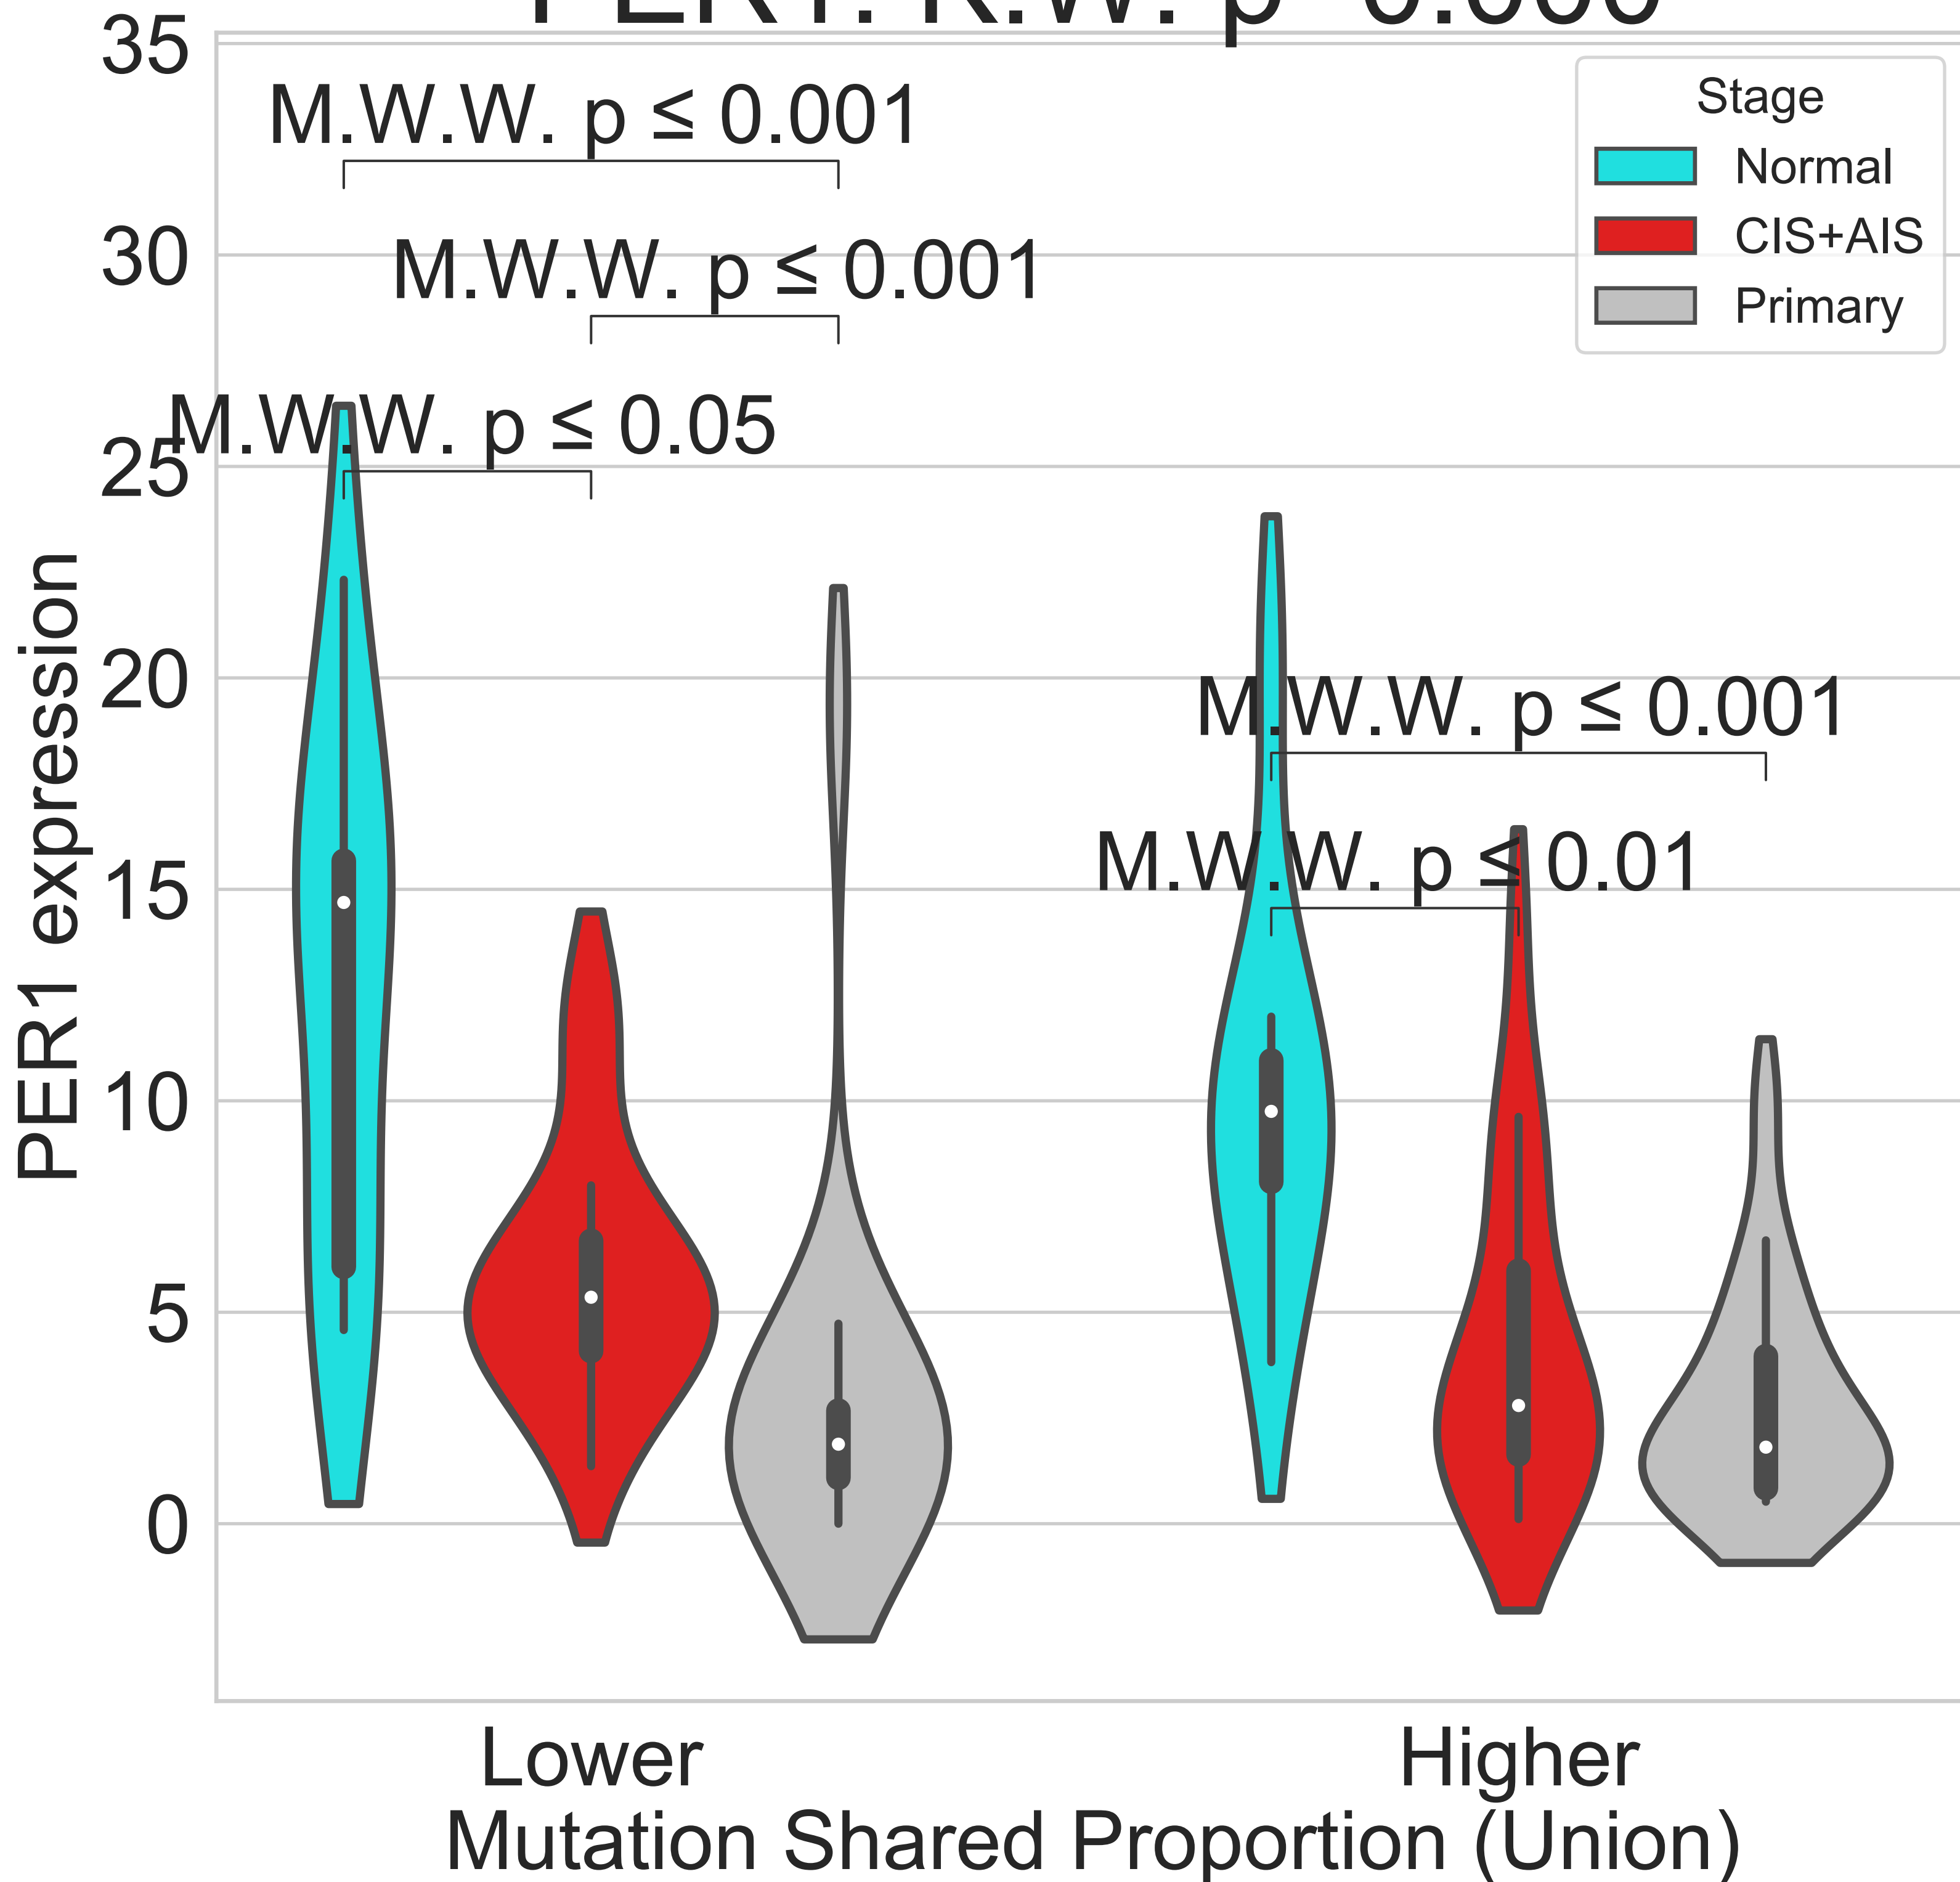 35
M.W.W. p ≤ 0.001
Stage
Normal
CIS+AIS
Primary
30
M.W.W. p ≤ 0.001
M.W.W. p ≤ 0.05
25
20
M.W.W. p ≤ 0.001
15
M.W.W. p ≤ 0.01
10
5
0
PER1 expression
Lower
Higher
Mutation Shared Proportion (Union)